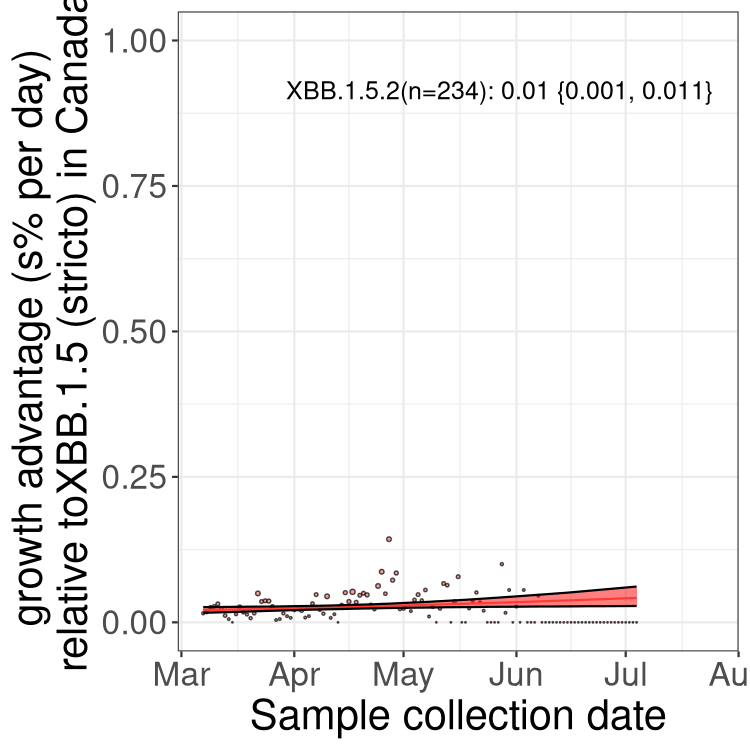 growth advantage (s% per day)
relative toXBB.1.5 (stricto) in Canada
1.00
0.75
0.50
0.25
0.00
XBB.1.5.2(n=234): 0.01 {0.001, 0.011}
Mar Apr May Jun Jul Au
Sample collection date